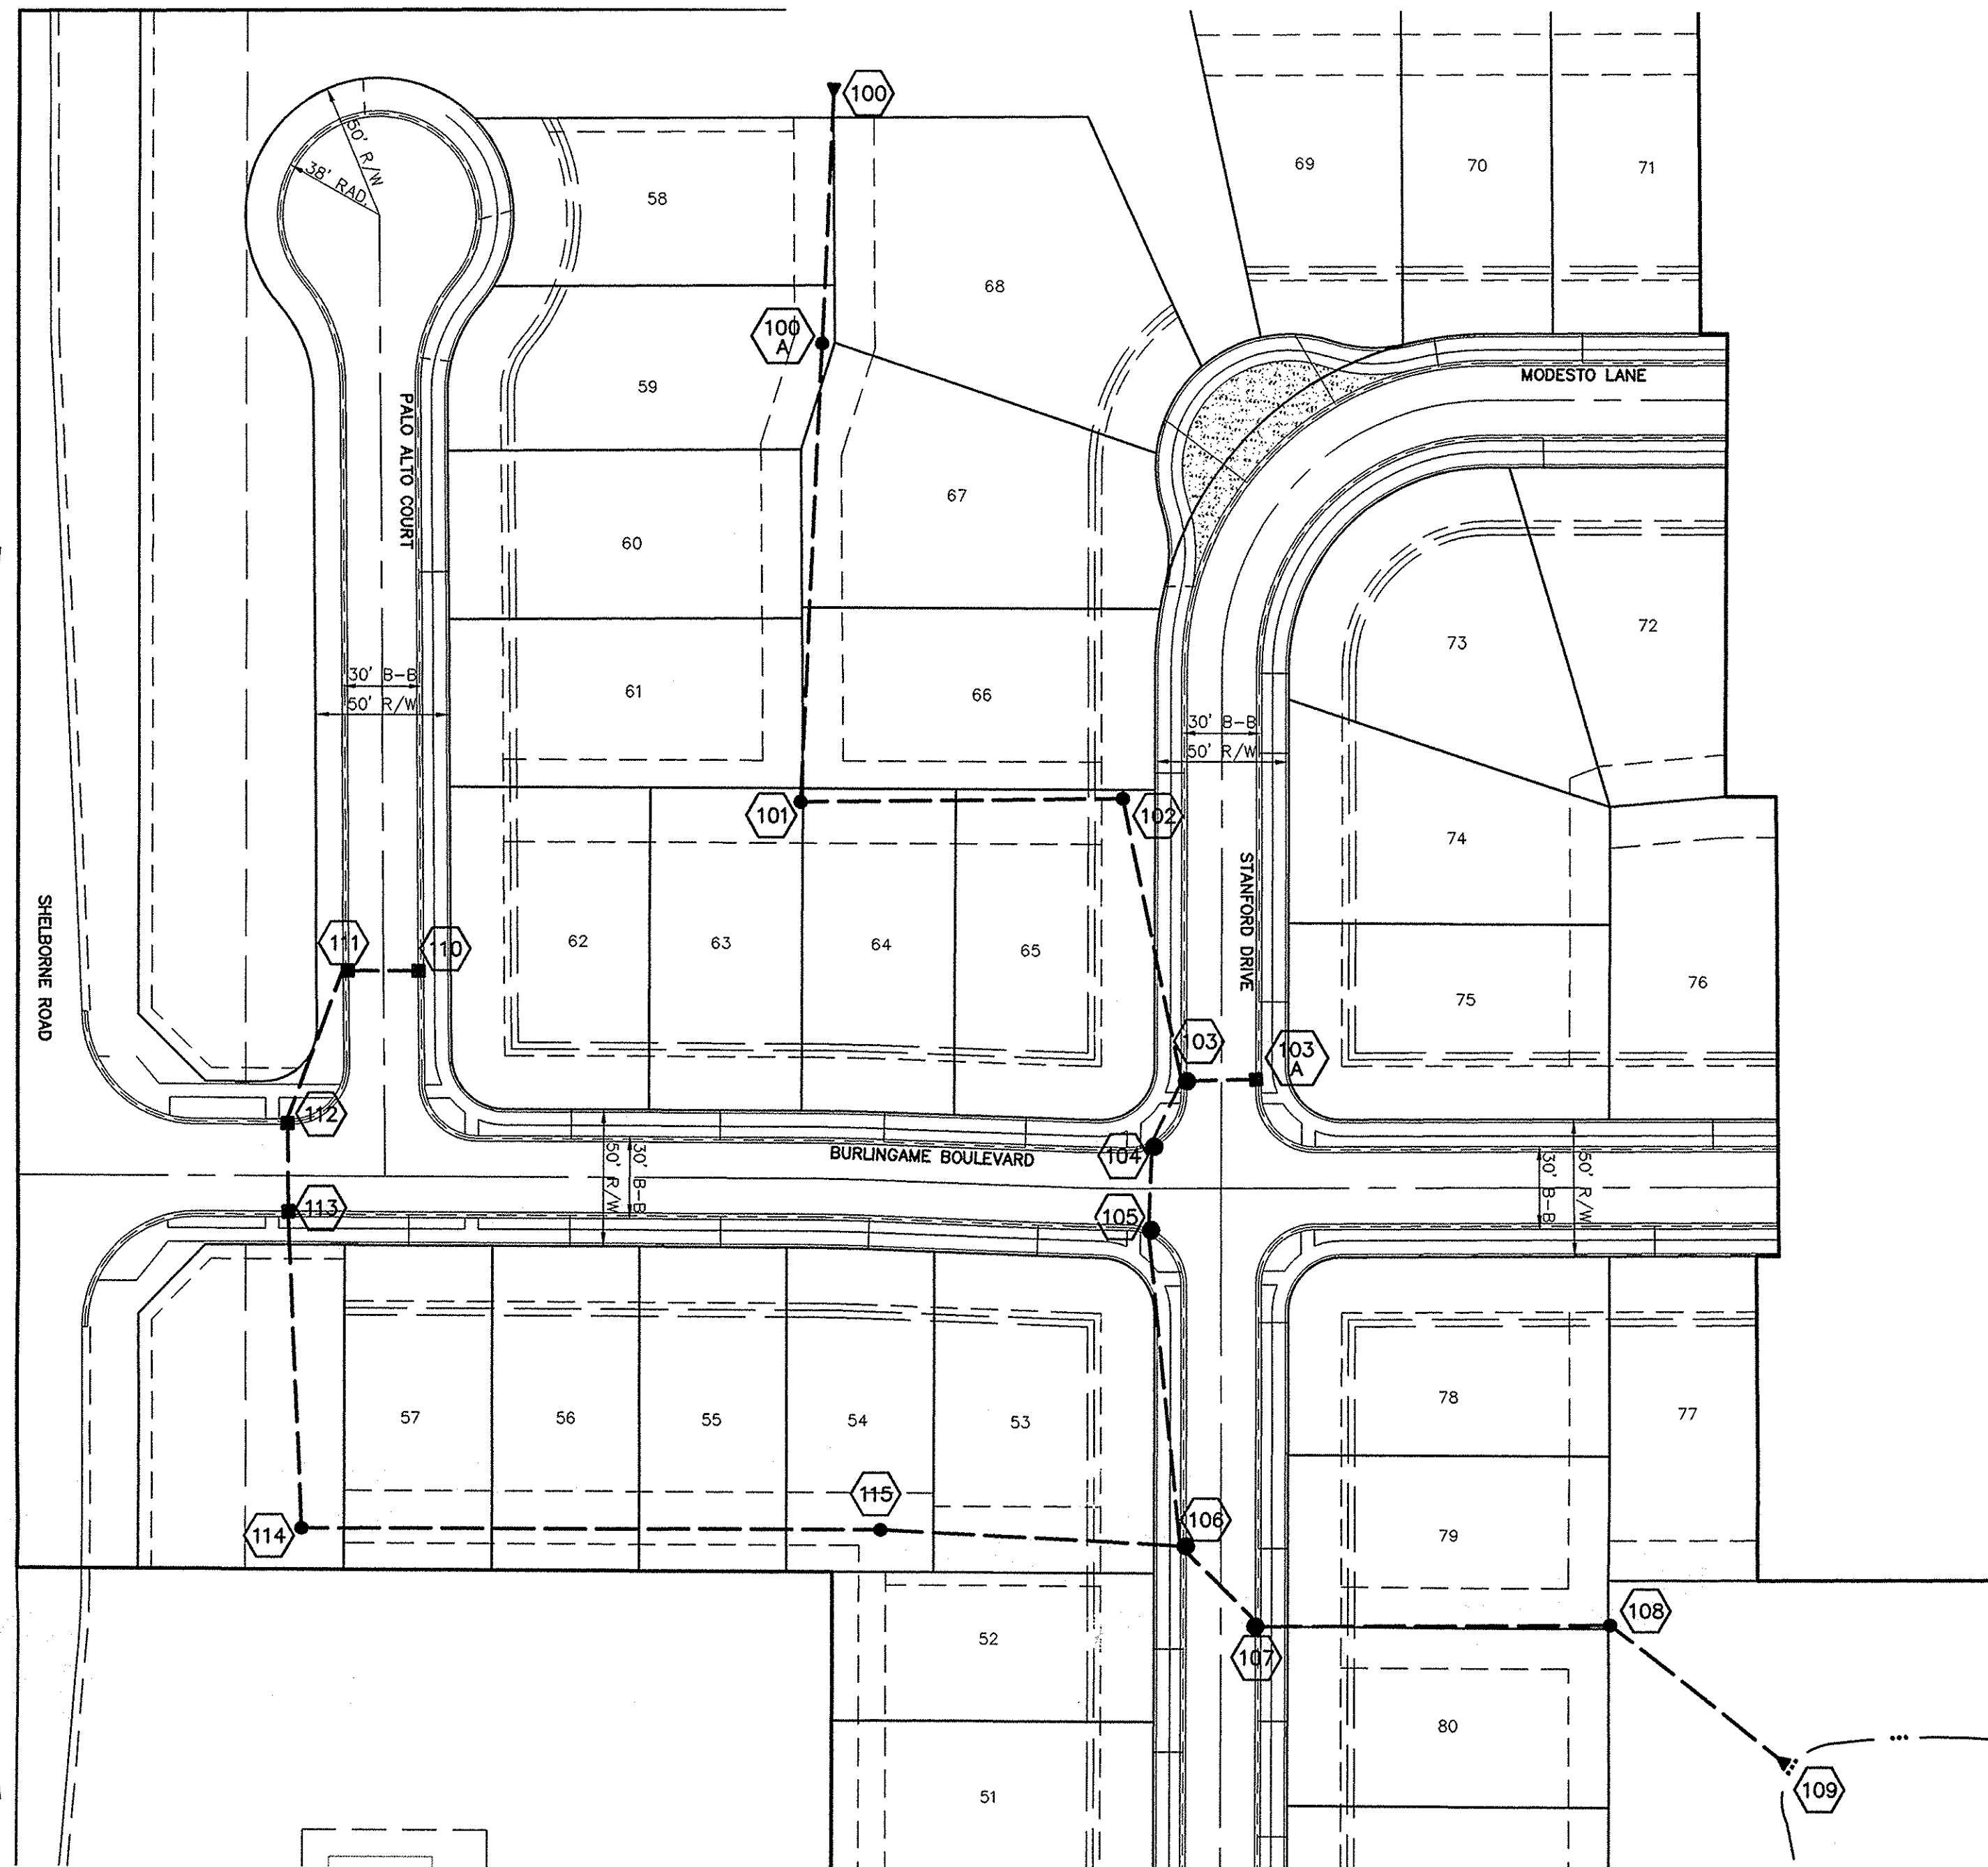 100
69
70
71
50' R/W
38' RAD.
58
68
100
A
59
MODESTO LANE
PALO ALTO COURT
67
60
72
73
30' B-B
61
66
50' R/W
30' B-B
50' R/W
101
102
74
STANFORD DRIVE
SHELBORNE ROAD
111
110
62
63
64
65
76
75
103
103
A
112
104
BURLINGAME BOULEVARD
50' R/W
30' B-B
30' B-B
50' R/W
113
105
57
56
55
54
53
78
77
115
114
106
79
108
52
107
80
109
51